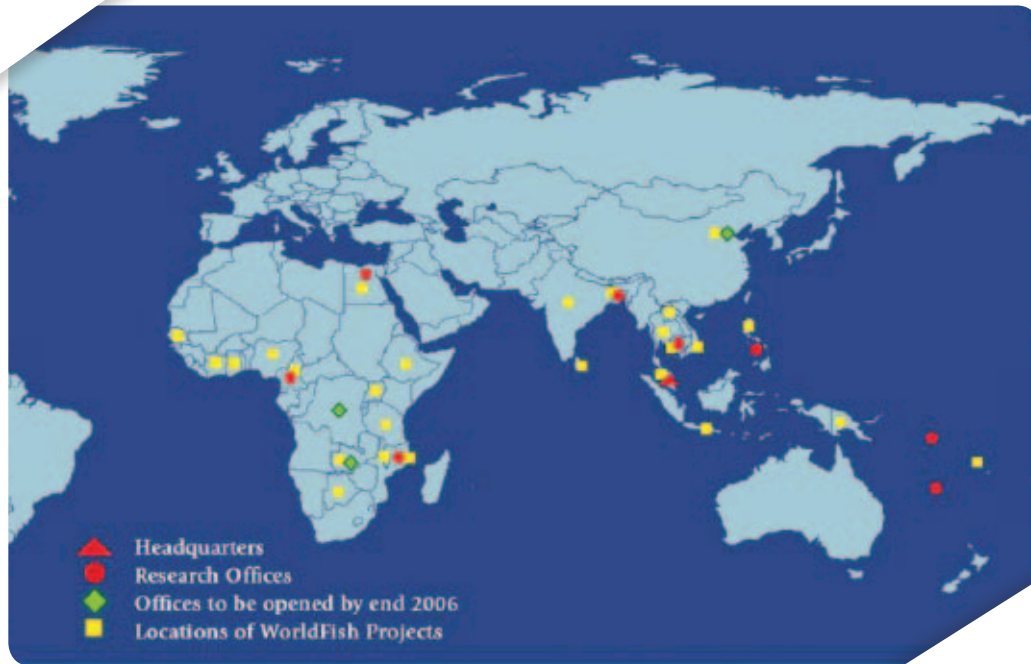 Headquarters
Research Offices
Offices to be opened by end 2006
Locations of WorldFish Projects